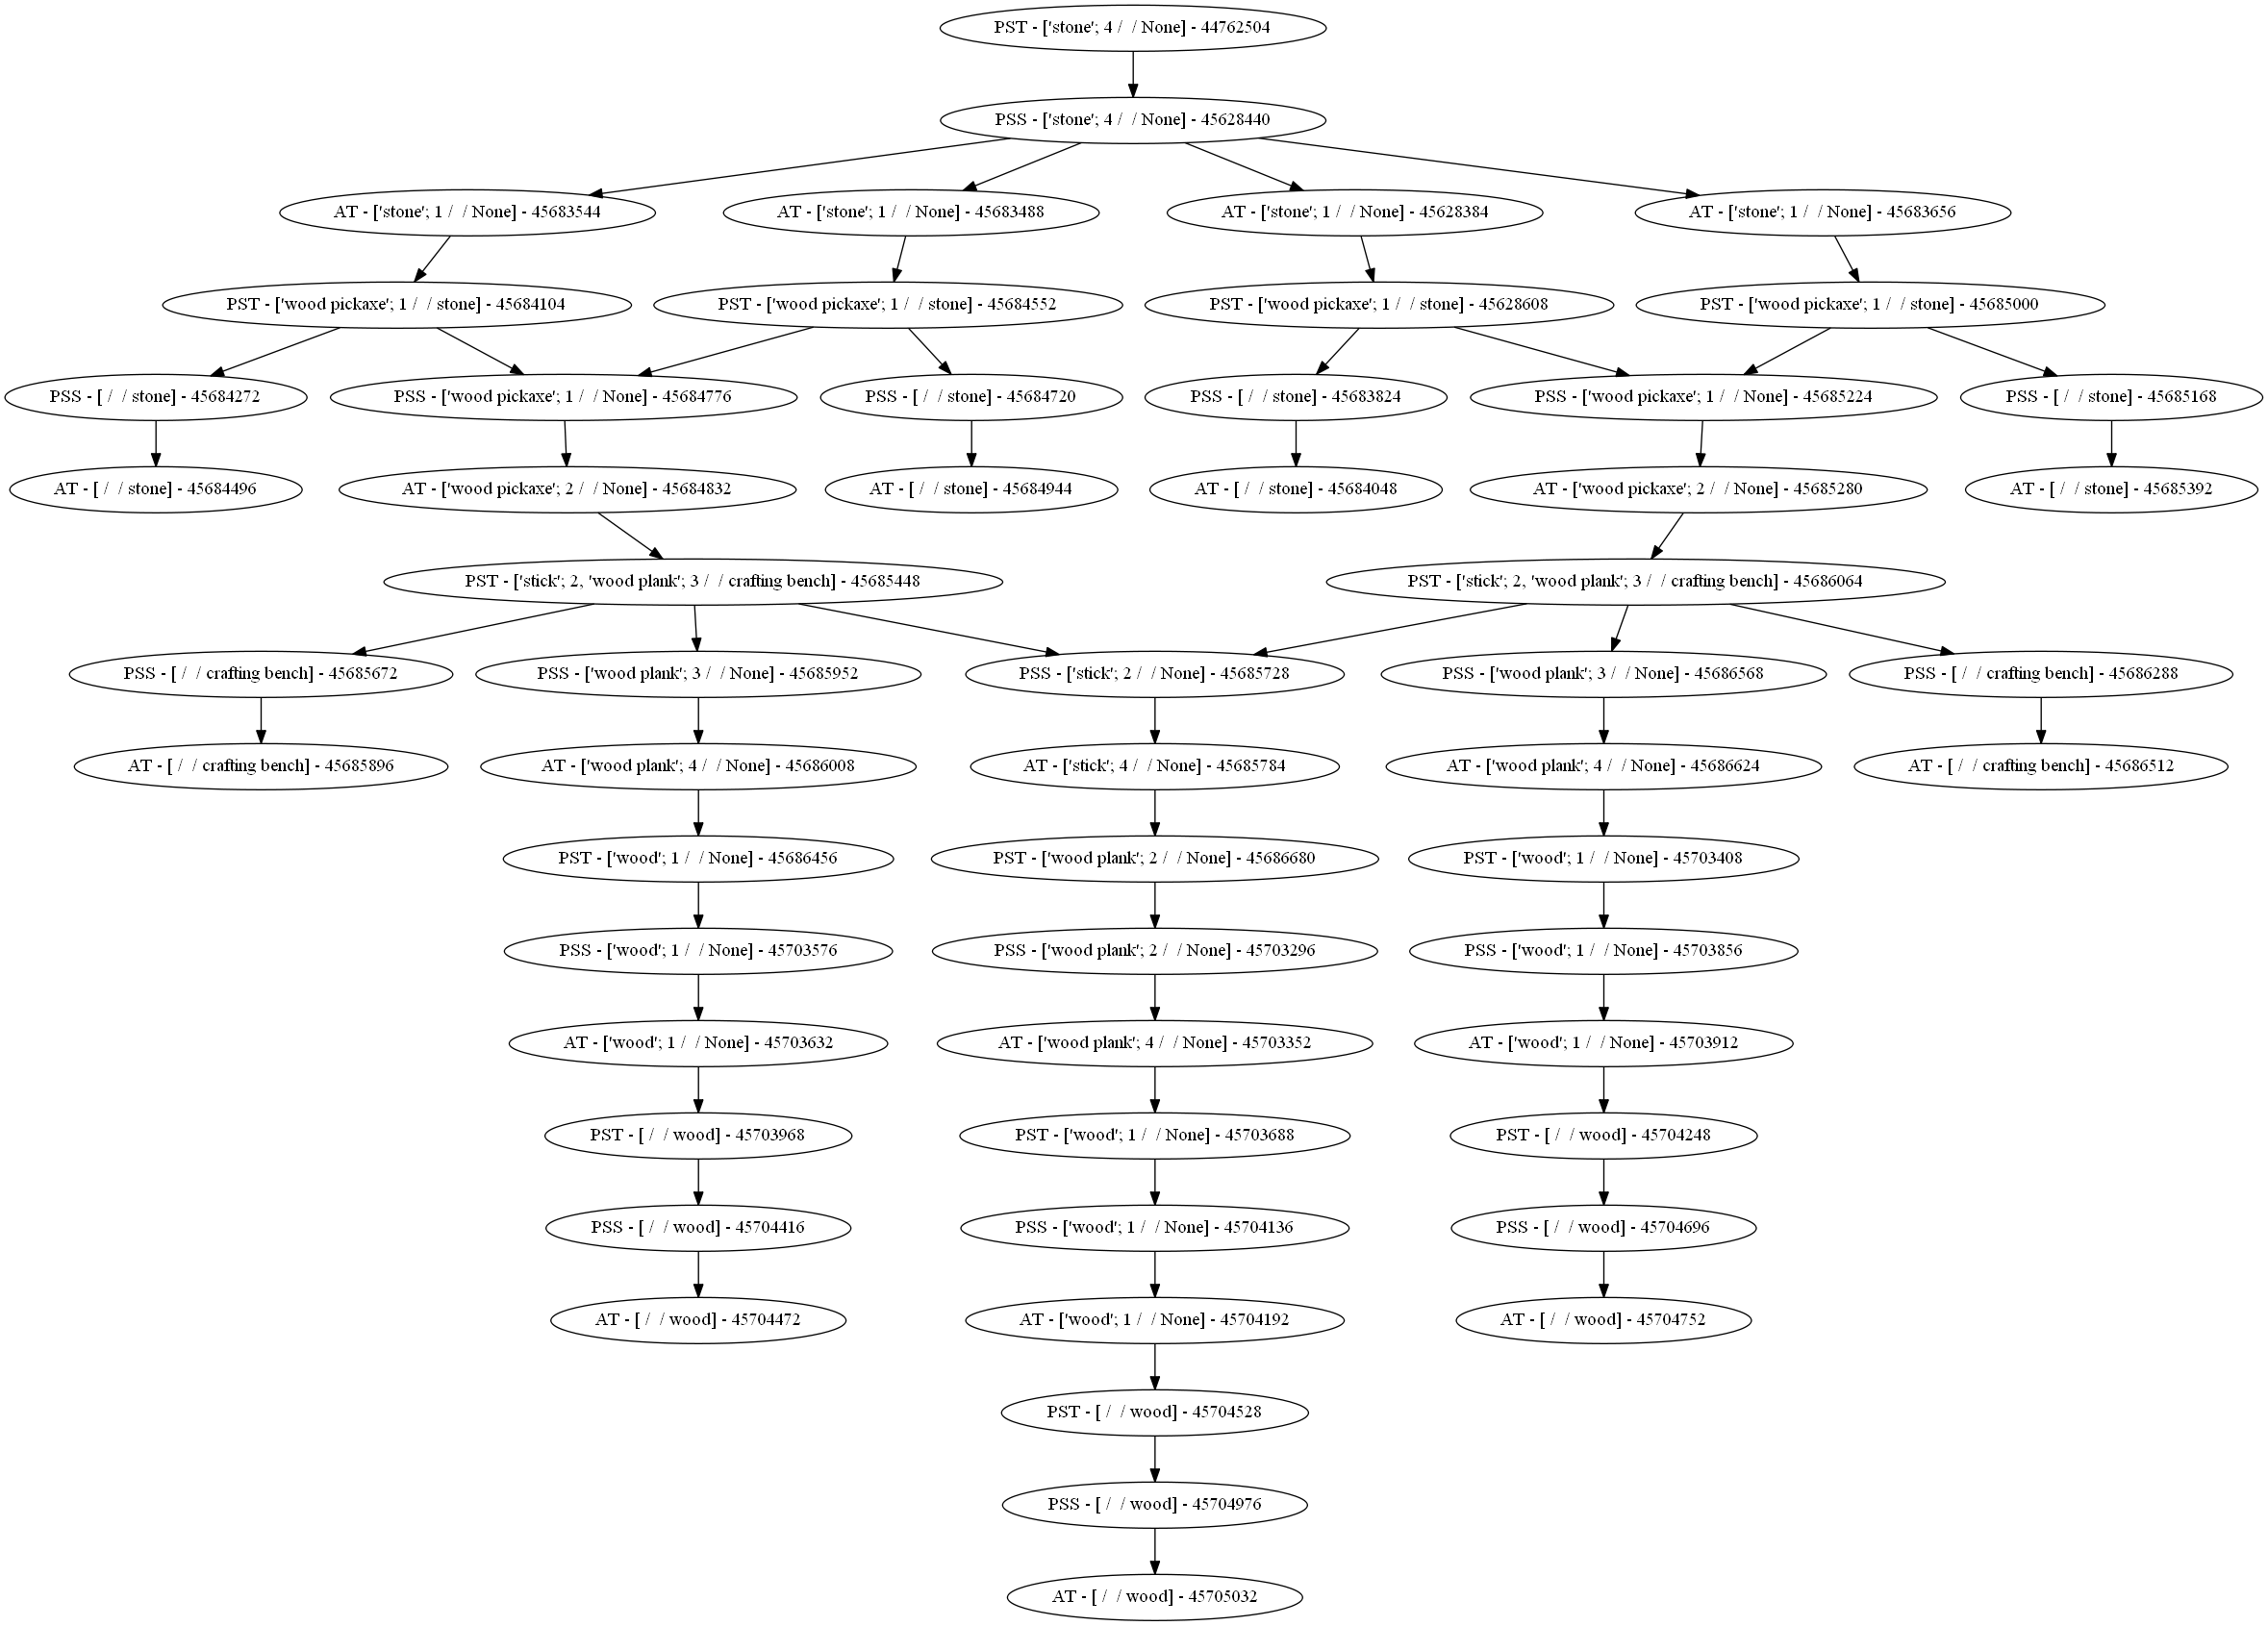 PST - ['stone'; 4 /  / None] - 44762504
PSS - ['stone'; 4 /  / None] - 45628440
AT - ['stone'; 1 /  / None] - 45683544
AT - ['stone'; 1 /  / None] - 45683488
AT - ['stone'; 1 /  / None] - 45628384
AT - ['stone'; 1 /  / None] - 45683656
PST - ['wood pickaxe'; 1 /  / stone] - 45684104
PST - ['wood pickaxe'; 1 /  / stone] - 45684552
PST - ['wood pickaxe'; 1 /  / stone] - 45628608
PST - ['wood pickaxe'; 1 /  / stone] - 45685000
PSS - [ /  / stone] - 45684272
PSS - ['wood pickaxe'; 1 /  / None] - 45684776
PSS - [ /  / stone] - 45684720
PSS - [ /  / stone] - 45683824
PSS - ['wood pickaxe'; 1 /  / None] - 45685224
PSS - [ /  / stone] - 45685168
AT - [ /  / stone] - 45684496
AT - ['wood pickaxe'; 2 /  / None] - 45684832
AT - [ /  / stone] - 45684944
AT - [ /  / stone] - 45684048
AT - ['wood pickaxe'; 2 /  / None] - 45685280
AT - [ /  / stone] - 45685392
PST - ['stick'; 2, 'wood plank'; 3 /  / crafting bench] - 45685448
PST - ['stick'; 2, 'wood plank'; 3 /  / crafting bench] - 45686064
PSS - [ /  / crafting bench] - 45685672
PSS - ['wood plank'; 3 /  / None] - 45685952
PSS - ['stick'; 2 /  / None] - 45685728
PSS - ['wood plank'; 3 /  / None] - 45686568
PSS - [ /  / crafting bench] - 45686288
AT - [ /  / crafting bench] - 45685896
AT - ['wood plank'; 4 /  / None] - 45686008
AT - ['stick'; 4 /  / None] - 45685784
AT - ['wood plank'; 4 /  / None] - 45686624
AT - [ /  / crafting bench] - 45686512
PST - ['wood'; 1 /  / None] - 45686456
PST - ['wood plank'; 2 /  / None] - 45686680
PST - ['wood'; 1 /  / None] - 45703408
PSS - ['wood'; 1 /  / None] - 45703576
PSS - ['wood plank'; 2 /  / None] - 45703296
PSS - ['wood'; 1 /  / None] - 45703856
AT - ['wood'; 1 /  / None] - 45703632
AT - ['wood plank'; 4 /  / None] - 45703352
AT - ['wood'; 1 /  / None] - 45703912
PST - [ /  / wood] - 45703968
PST - ['wood'; 1 /  / None] - 45703688
PST - [ /  / wood] - 45704248
PSS - [ /  / wood] - 45704416
PSS - ['wood'; 1 /  / None] - 45704136
PSS - [ /  / wood] - 45704696
AT - [ /  / wood] - 45704472
AT - ['wood'; 1 /  / None] - 45704192
AT - [ /  / wood] - 45704752
PST - [ /  / wood] - 45704528
PSS - [ /  / wood] - 45704976
AT - [ /  / wood] - 45705032